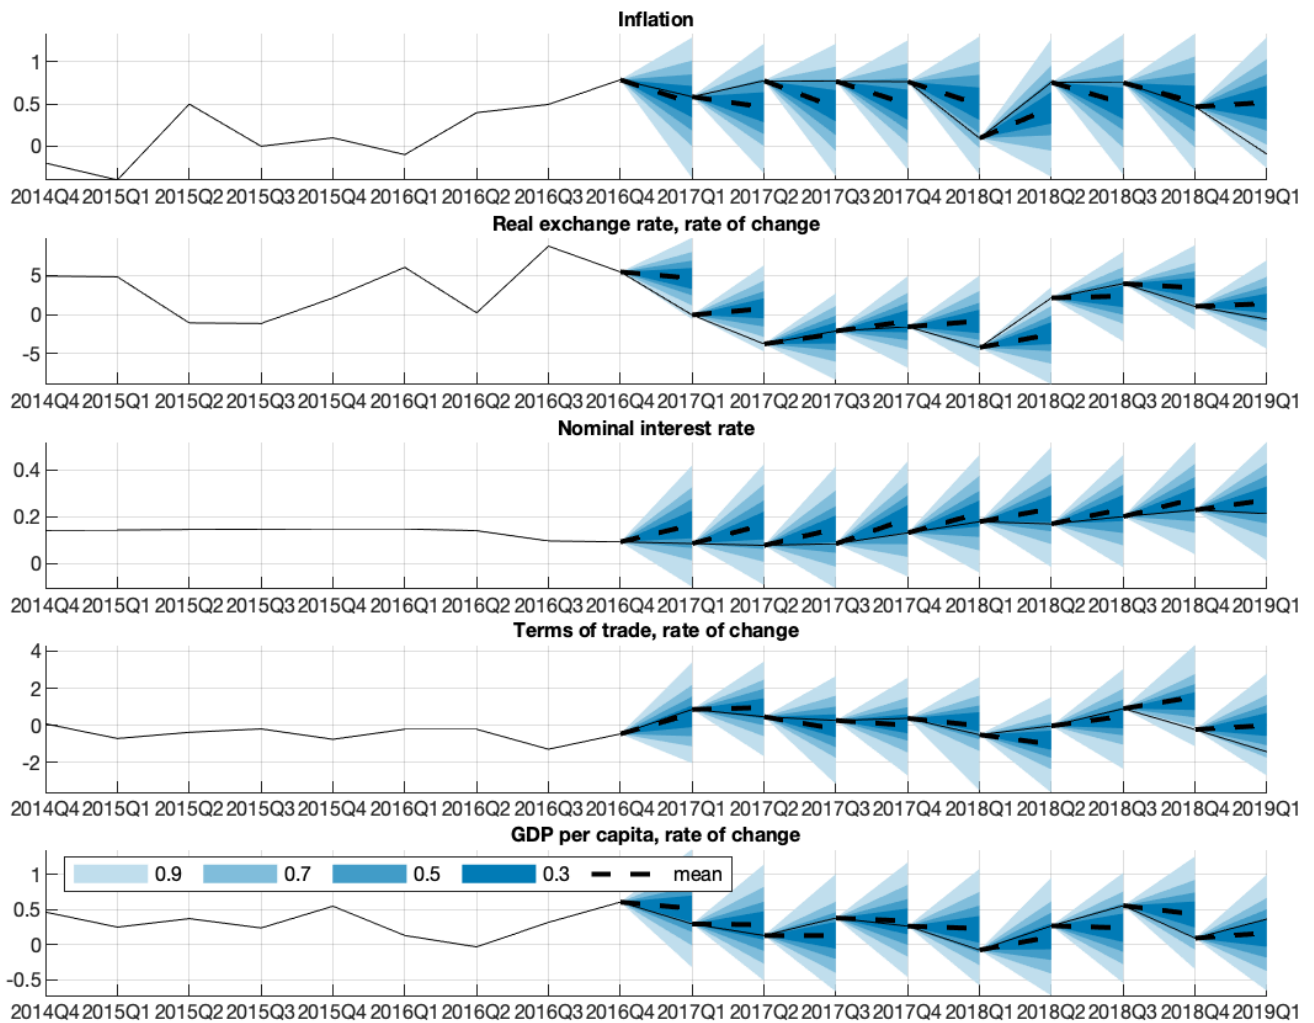 Inflation
1
0.5
0
2014Q4 2015Q1 2015Q2 2015Q3 2015Q4 2016Q1 2016Q2 2016Q3 2016Q4 2017Q1 2017Q2 2017Q3 2017Q4 2018Q1 2018Q2 2018Q3 2018Q4 2019Q1
Real exchange rate, rate of change
5
0
-5
2014Q4 2015Q1 2015Q2 2015Q3 2015Q4 2016Q1 2016Q2 2016Q3 2016Q4 2017Q1 2017Q2 2017Q3 2017Q4 2018Q1 2018Q2 2018Q3 2018Q4 2019Q1
Nominal interest rate
0.4
0.2
0
2014Q4 2015Q1 2015Q2 2015Q3 2015Q4 2016Q1 2016Q2 2016Q3 2016Q4 2017Q1 2017Q2 2017Q3 2017Q4 2018Q1 2018Q2 2018Q3 2018Q4 2019Q1
Terms of trade, rate of change
4
2
0
-2
2014Q4 2015Q1 2015Q2 2015Q3 2015Q4 2016Q1 2016Q2 2016Q3 2016Q4 2017Q1 2017Q2 2017Q3 2017Q4 2018Q1 2018Q2 2018Q3 2018Q4 2019Q1
GDP per capita, rate of change
0.9 0.7 0.5 0.3 mean
1
0.5
0
-0.5
2014Q4 2015Q1 2015Q2 2015Q3 2015Q4 2016Q1 2016Q2 2016Q3 2016Q4 2017Q1 2017Q2 2017Q3 2017Q4 2018Q1 2018Q2 2018Q3 2018Q4 2019Q1